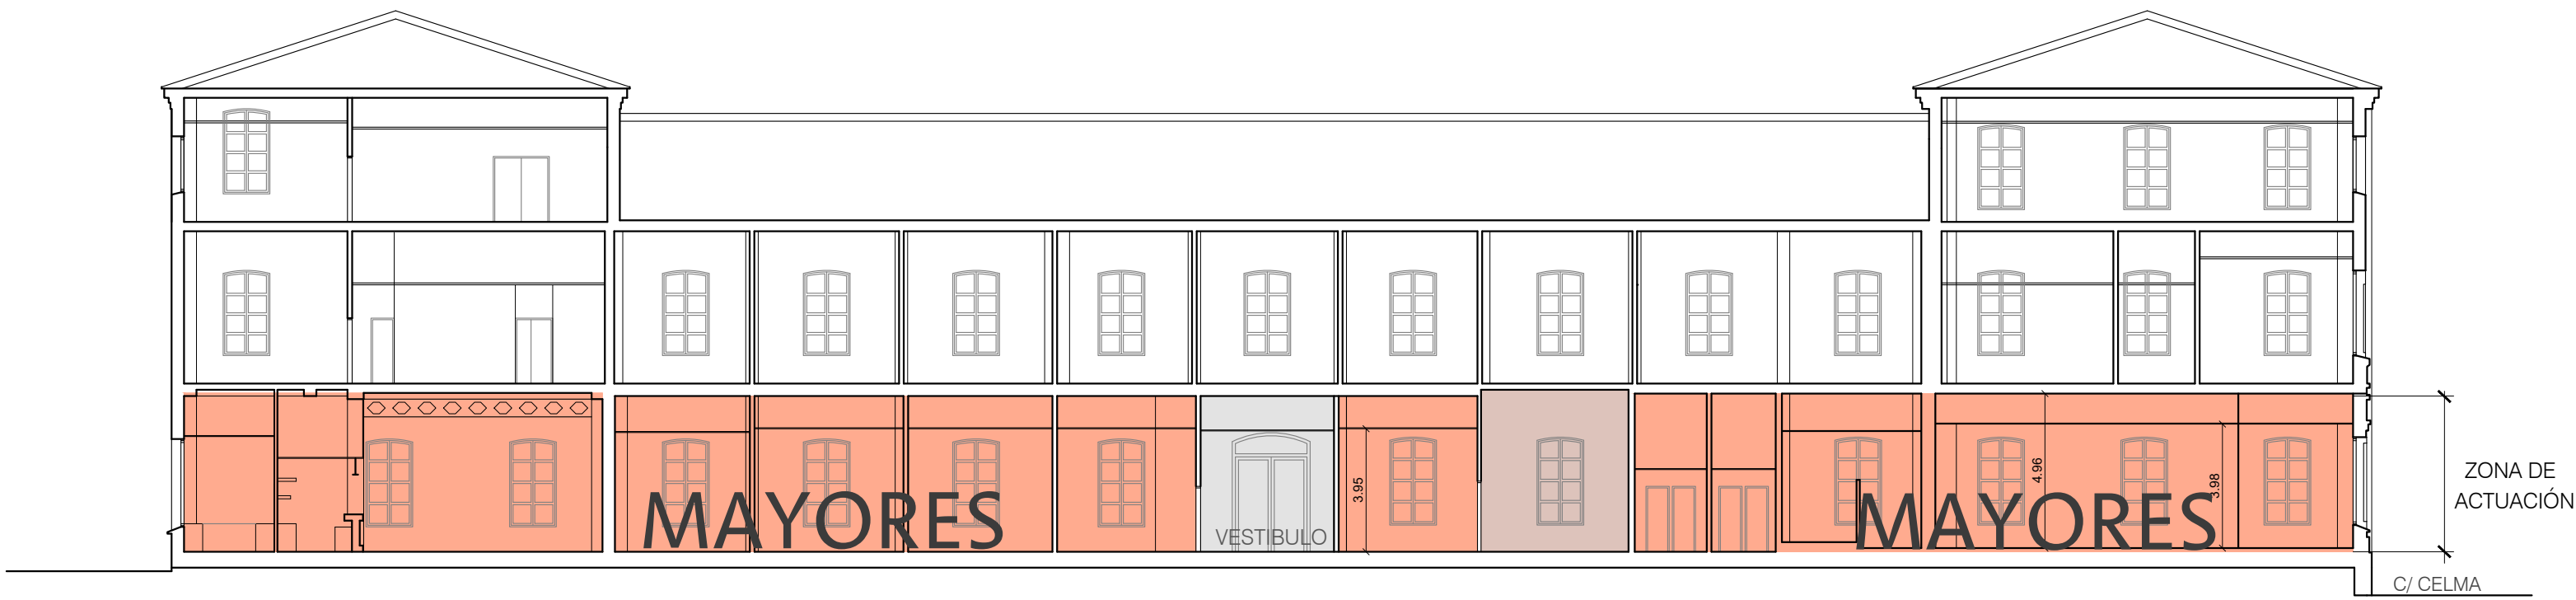 MAYORES
VESTIBULO
3.95
MAYORES
4.96
3.98
ZONA DE
ACTUACIÓN
C/ CELMA